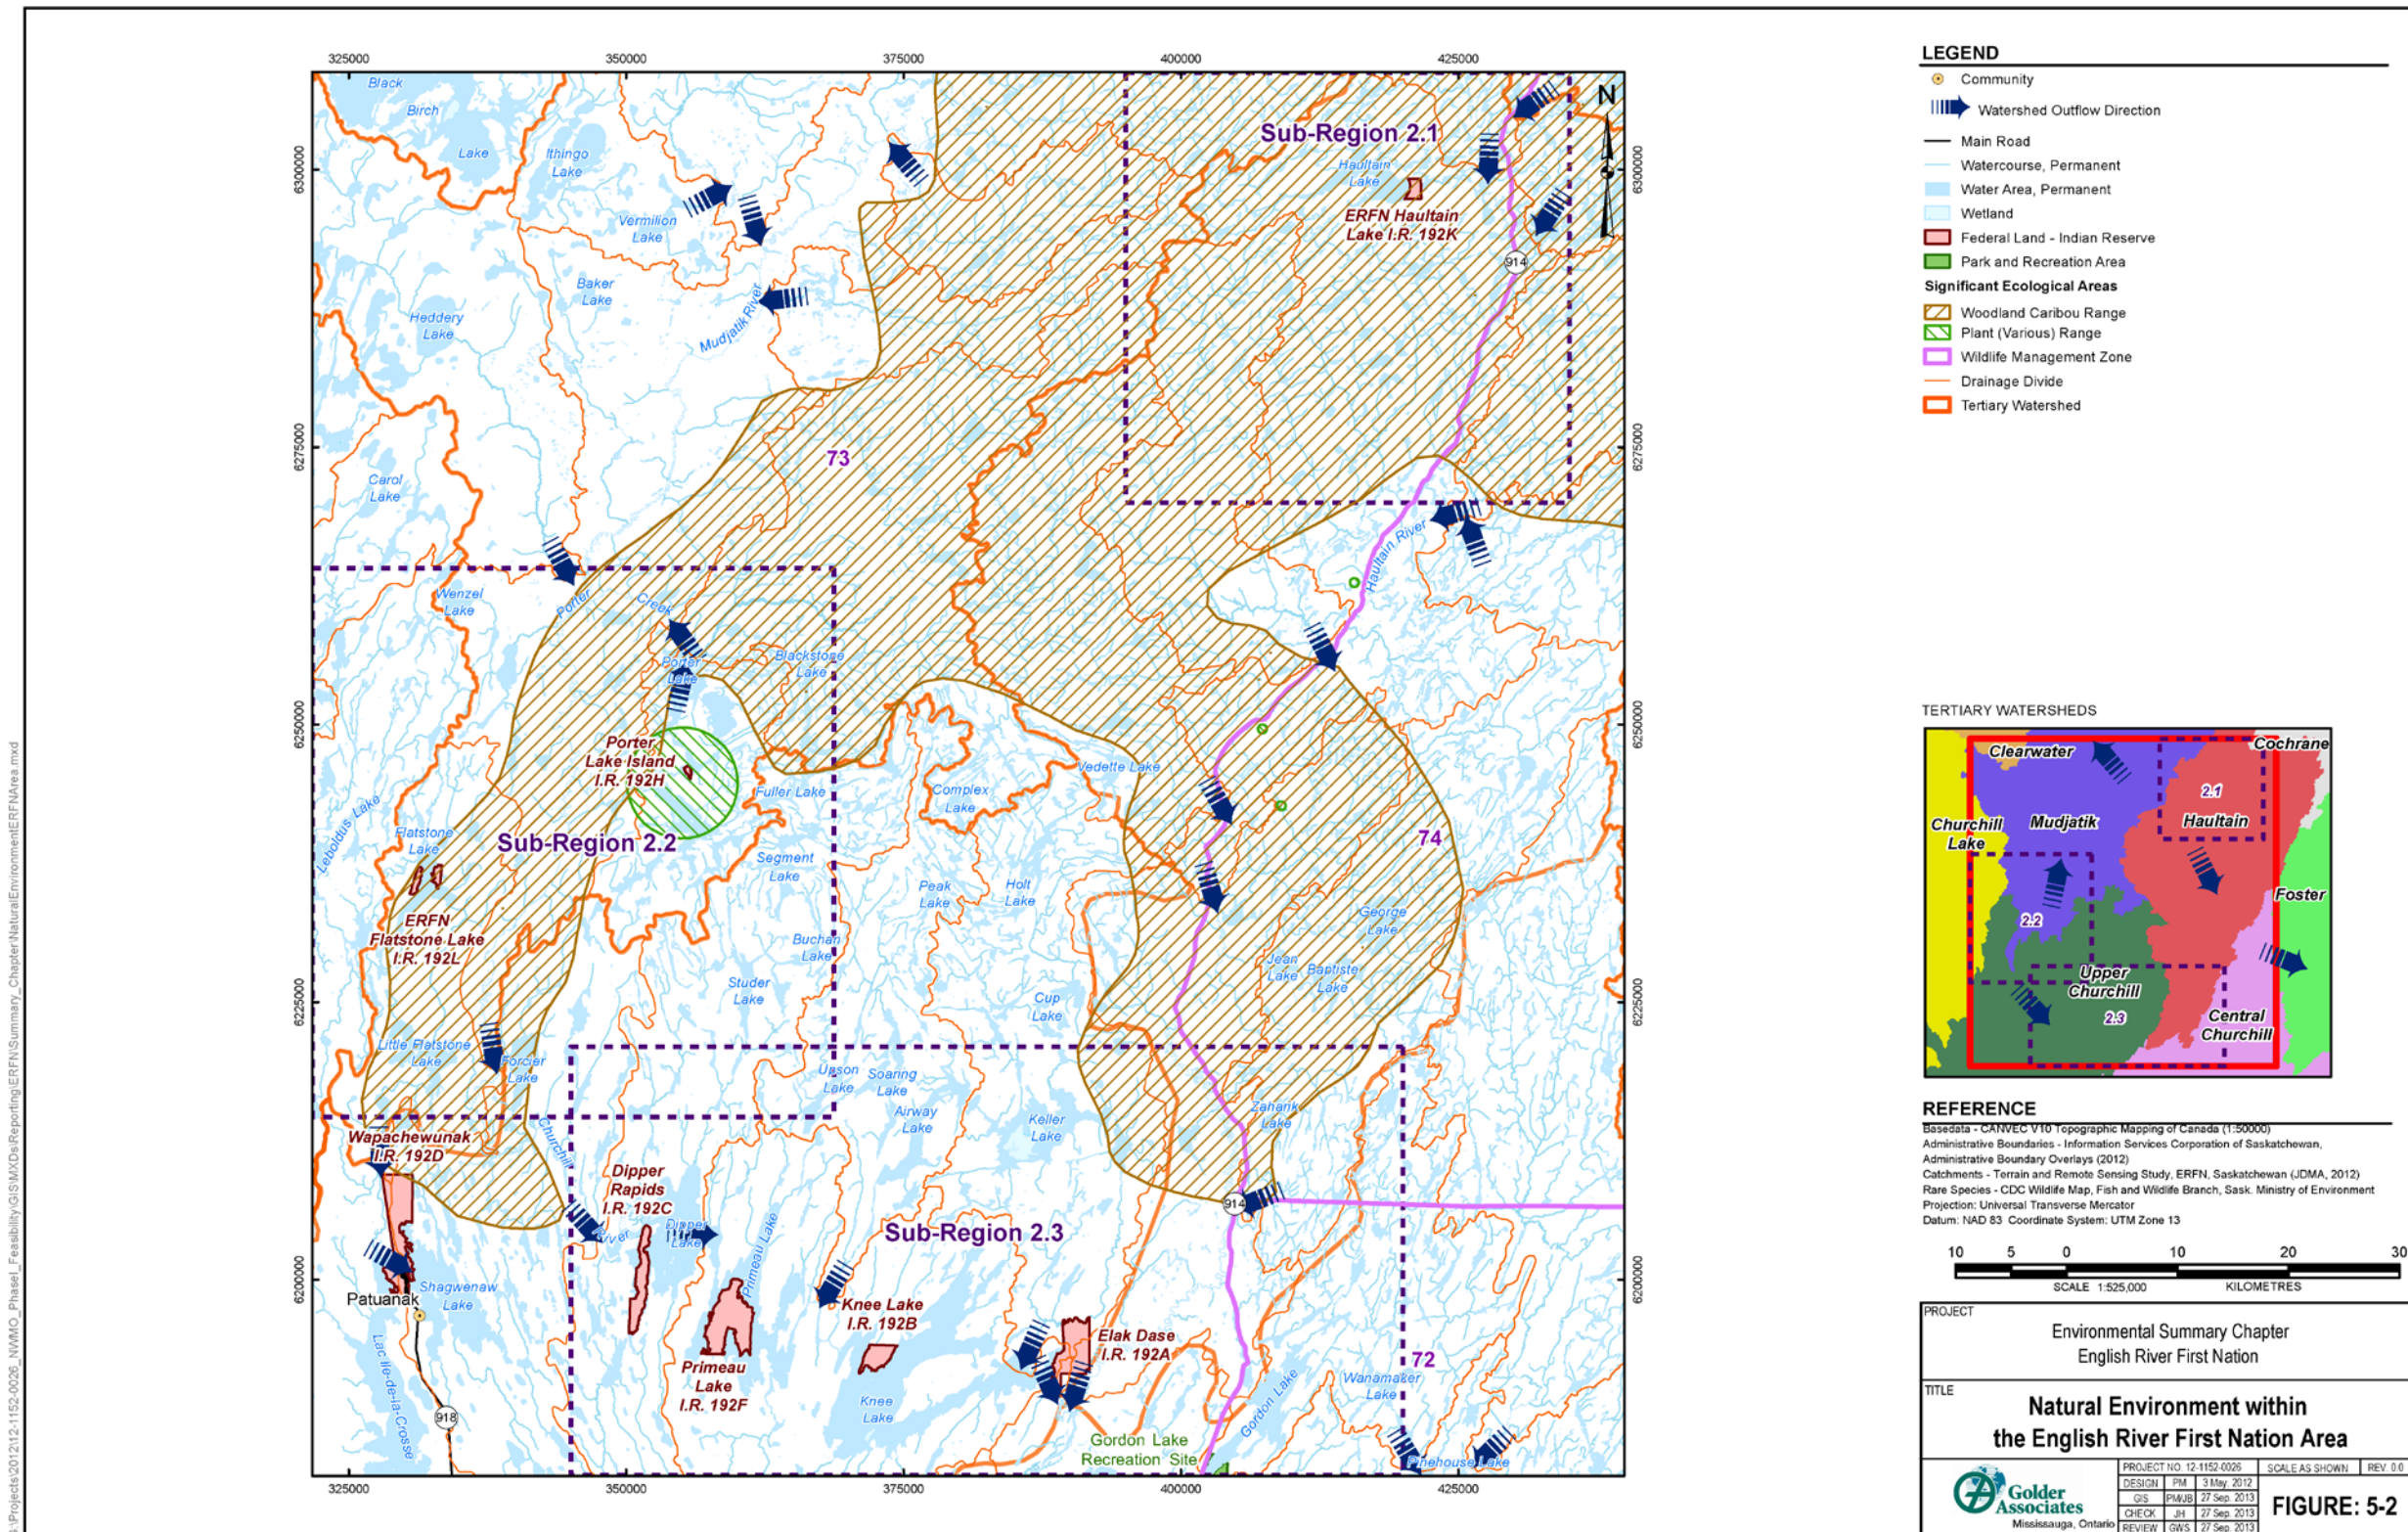 325000
350000
375000
400000
425000
6300000
6275000
6250000
6225000
6200000
6300000
6275000
6250000
6225000
6200000
N
Black
Birch
Lake
Ithingo
Lake
Vermilion
Lake
Baker
Lake
Heddery
Lake
Mudjatik River
Sub-Region 2.1
Haultain
Lake
ERFN Haultain
Lake I.R. 192K
914
73
Carol
Lake
Haultain River
Wenzel
Lake
Porter
Creek
Porter
Lake
Blackstone
Lake
Porter
Lake Island
I.R. 192H
Vedette Lake
Fuller Lake
Complex
Lake
Leboldus Lake
Flatstone
Lake
Sub-Region 2.2
74
Segment
Lake
Peak
Lake
Holt
Lake
George
Lake
ERFN
Flatstone Lake
I.R. 192L
Buchan
Lake
Studer
Lake
Jean
Lake
Baptiste
Lake
Cup
Lake
Little Flatstone
Lake
Forcier
Lake
Upson
Lake
Soaring
Lake
Airway
Lake
Keller
Lake
Zaharik
Lake
Wapachewunak
I.R. 192D
Churchill
River
Dipper
Rapids
I.R. 192C
Dipper
Lake
Primeau Lake
Sub-Region 2.3
914
Patuanak
Shagwenaw
Lake
Knee Lake
I.R. 192B
Elak Dase
I.R. 192A
Primeau
Lake
I.R. 192F
Knee
Lake
72
Wanamaker
Lake
Gordon Lake
Lac Ile-de-la-Crosse
918
Gordon Lake
Recreation Site
Pinehouse Lake
325000
350000
375000
400000
425000
LEGEND
Community
Watershed Outflow Direction
Main Road
Watercourse, Permanent
Water Area, Permanent
Wetland
Federal Land - Indian Reserve
Park and Recreation Area
Significant Ecological Areas
Woodland Caribou Range
Plant (Various) Range
Wildlife Management Zone
Drainage Divide
Tertiary Watershed
TERTIARY WATERSHEDS
Clearwater
Cochrane
2.1
Churchill
Lake
Mudjatik
Haultain
Foster
2.2
Upper
Churchill
2.3
Central
Churchill
REFERENCE
Basedata - CANVEC V10 Topographic Mapping of Canada (1:50000)
Administrative Boundaries - Information Services Corporation of Saskatchewan,
Administrative Boundary Overlays (2012)
Catchments - Terrain and Remote Sensing Study, ERFN, Saskatchewan (JDMA, 2012)
Rare Species - CDC Wildlife Map, Fish and Wildlife Branch, Sask. Ministry of Environment
Projection: Universal Transverse Mercator
Datum: NAD 83 Coordinate System: UTM Zone 13
10 5 0 10 20 30
SCALE 1:525,000 KILOMETRES
PROJECT
Environmental Summary Chapter
English River First Nation
TITLE
Natural Environment within
the English River First Nation Area
Golder
Associates
Mississauga, Ontario
PROJECT NO. 12-1152-0026 SCALE AS SHOWN REV. 0.0
DESIGN PM 3 May. 2012
GIS PM/JB 27 Sep. 2013
CHECK JH 27 Sep. 2013
REVIEW GWS 27 Sep. 2013
FIGURE: 5-2